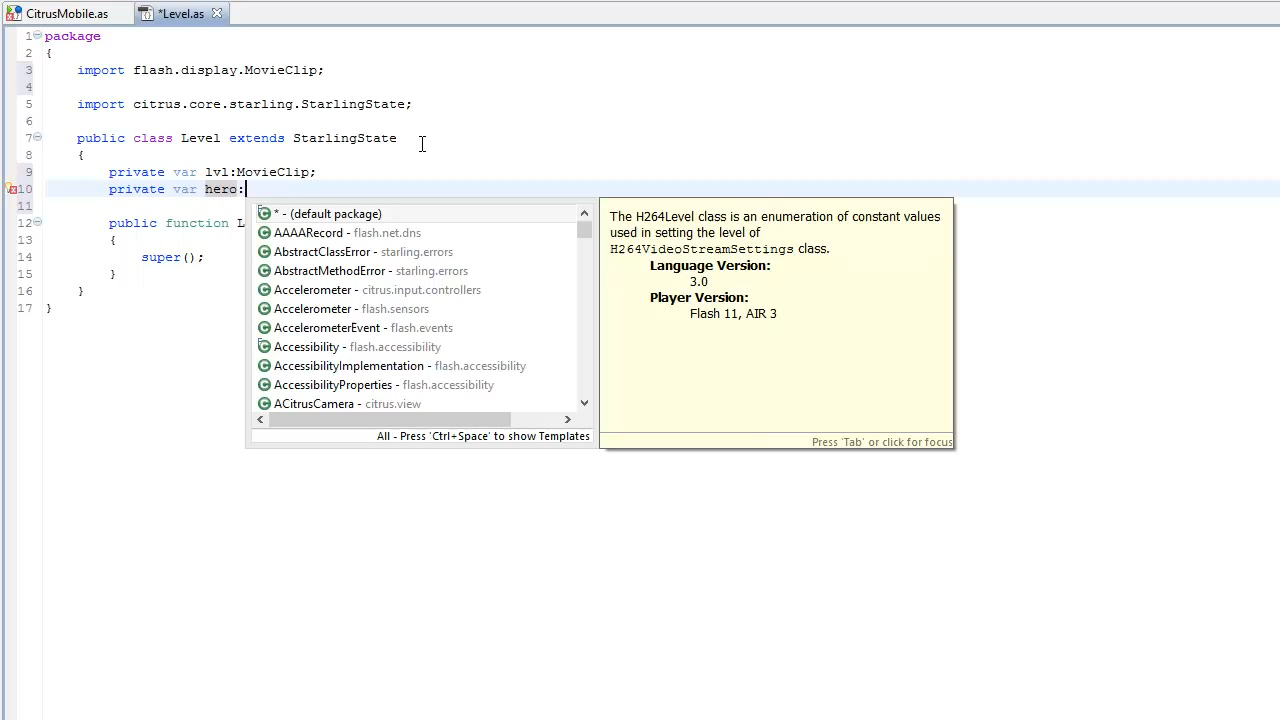 CitrusMobile.as
*Level.as
1 package
2 {
3 import flash.display.MovieClip;
4
5 import citrus.core.starling.StarlingState;
6
7 public class Level extends StarlingState
8 {
9 private var lvl:MovieClip;
10 private var hero:
11
12 public function L
13 {
14 super();
15 }
16 }
17 }
* - (default package)
AAAARecord - flash.net.dns
AbstractClassError - starling.errors
AbstractMethodError - starling.errors
Accelerometer - citrus.input.controllers
Accelerometer - flash.sensors
AccelerometerEvent - flash.events
Accessibility - flash.accessibility
AccessibilityImplementation - flash.accessibility
AccessibilityProperties - flash.accessibility
ACitrusCamera - citrus.view
All - Press 'Ctrl+Space' to show Templates
The H264Level class is an enumeration of constant values
used in setting the level of
H264VideoStreamSettings class.
Language Version:
3.0
Player Version:
Flash 11, AIR 3
Press 'Tab' or click for focus